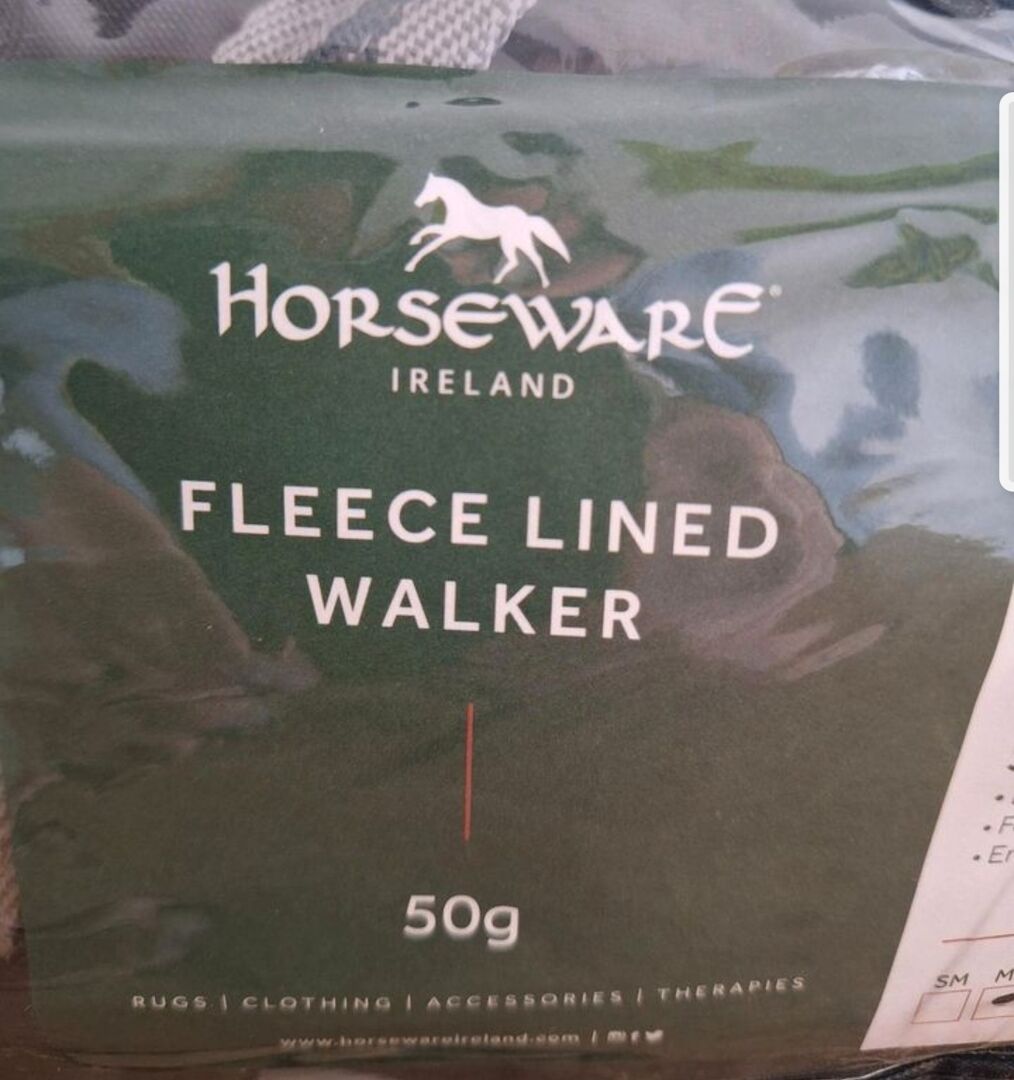 HORSEWARE®
IRELAND
FLEECE LINED
WALKER
50g
RUGS | CLOTHING | ACCESSORIES | THERAPIES
www.horsewareireland.com |
SM